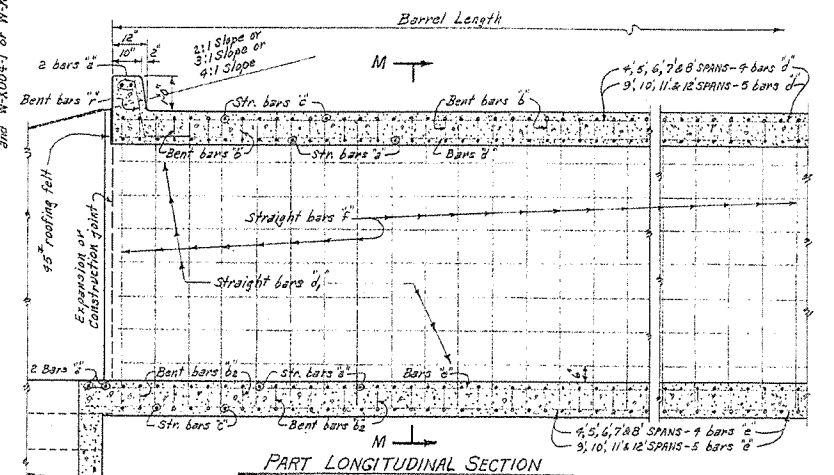 Barrel Length
12"
10"
2"
2:1 Slope or
3:1 Slope or
4:1 Slope
2 bars "a"
M
4', 5', 6', 7' & 8' SPANS - 4 bars "d"
9', 10', 11' & 12' SPANS - 5 bars "d"
Bent bars "r"
Str. bars "c"
Bent bars "b"
Bent bars "b"
Str. bars "a"
Bars "d"
45# roofing felt
Expansion or
Construction joint
Straight bars "f"
Straight bars "d,"
2 Bars "a"
Bent bars "b2"
Str. bars "a"
Bars "e"
6"
Str. bars "c"
Bent bars "b2"
4', 5', 6', 7' & 8' SPANS - 4 bars "e"
9', 10', 11' & 12' SPANS - 5 bars "e"
M
PART LONGITUDINAL SECTION